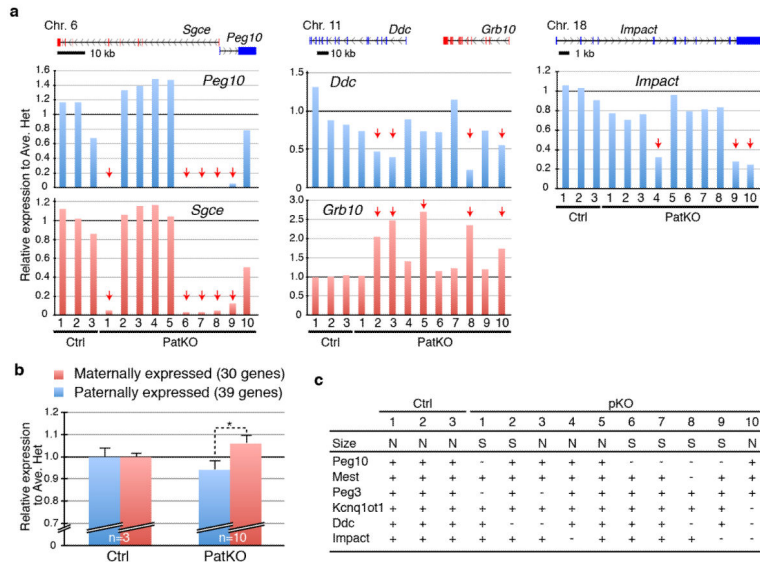 a
Chr. 6
Sgce
Peg10
10 kb
Chr. 11
Ddc
Grb10
10 kb
Chr. 18
Impact
1 kb
Relative expression to Ave. Het
Peg10
1.6
1.4
1.2
1
0.8
0.6
0.4
0.2
0
Sgce
1.2
1
0.8
0.6
0.4
0.2
0
1 2 3 1 2 3 4 5 6 7 8 9 10
Ctrl PatKO
Ddc
1.5
1.0
0.5
0
Grb10
3.0
2.5
2.0
1.5
1.0
0.5
0
1 2 3 1 2 3 4 5 6 7 8 9 10
Ctrl PatKO
Impact
1.2
1
0.8
0.6
0.4
0.2
0
1 2 3 1 2 3 4 5 6 7 8 9 10
Ctrl PatKO
b
Maternally expressed (30 genes)
Paternally expressed (39 genes)
Relative expression
to Ave. Het
1.2
1.1
1.0
0.9
0.8
0.7
0
*
n=3 n=10
Ctrl PatKO
c
Ctrl pKO
1 2 3 1 2 3 4 5 6 7 8 9 10
Size N N N S S N N N S S S S N
Peg10 + + + - + + + + - - - - +
Mest + + + + + + + + + + - + +
Peg3 + + + - + - + + + + + + +
Kcnq1ot1 + + + + + + + + + + + + -
Ddc + + + + - - + + + + - + -
Impact + + + + + + - + + + + - -